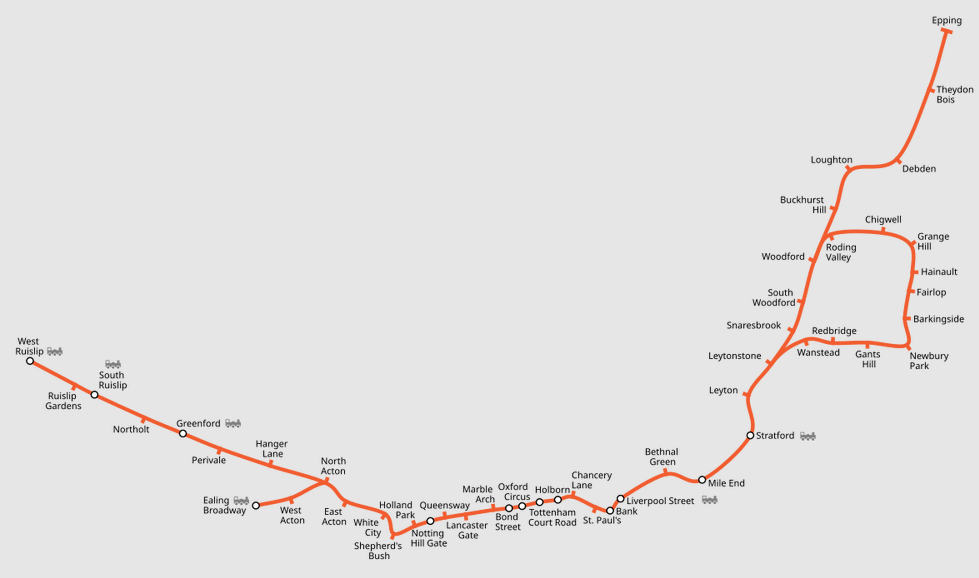 Epping
Theydon
Bois
Debden
Loughton
Buckhurst
Hill
Chigwell
Grange
Hill
Roding
Valley
Hainault
Woodford
Fairlop
South
Woodford
Barkingside
Snaresbrook
Redbridge
Wanstead
Gants
Hill
Newbury
Park
Leytonstone
Leyton
Stratford
Mile End
Bethnal
Green
Liverpool Street
Bank
St. Paul's
Chancery
Lane
Holborn
Tottenham
Court Road
Oxford
Circus
Bond
Street
Marble
Arch
Lancaster
Gate
Queensway
Notting
Hill Gate
Holland
Park
Shepherd's
Bush
White
City
East
Acton
North
Acton
West
Acton
Ealing
Broadway
Hanger
Lane
Perivale
Greenford
Northolt
South
Ruislip
Ruislip
Gardens
West
Ruislip